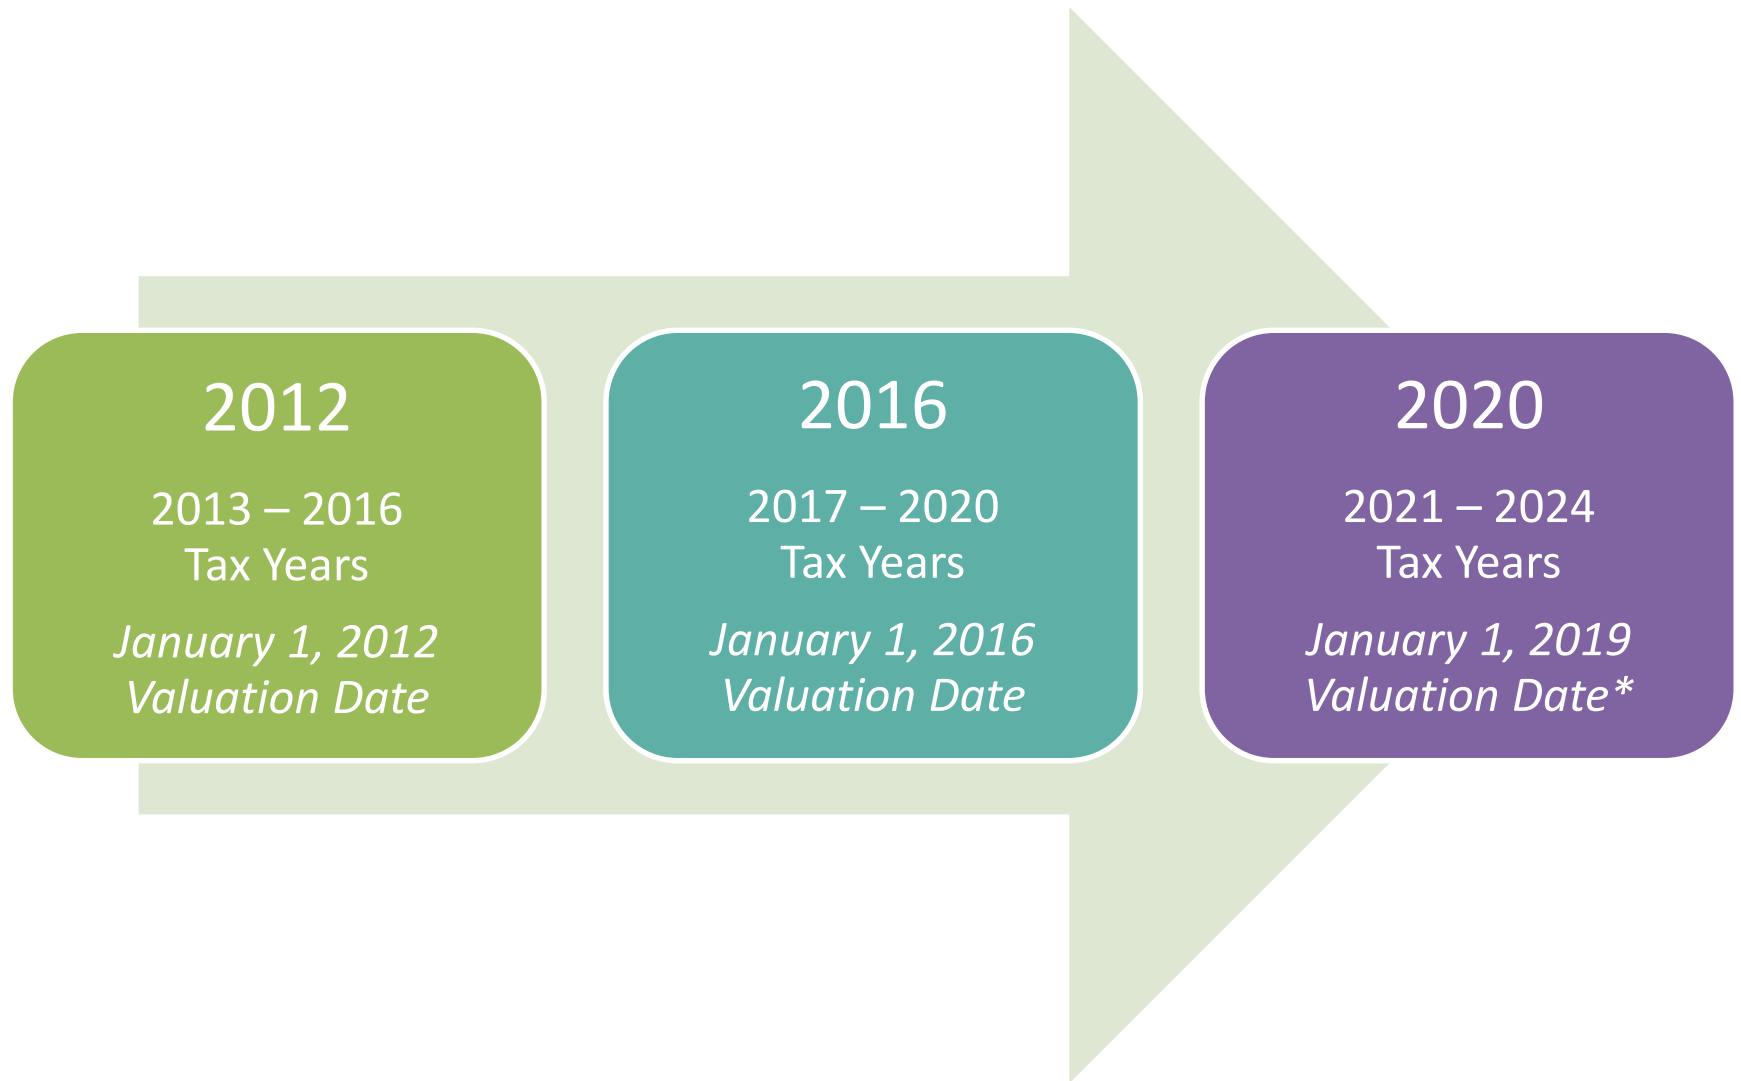 2012
2013 – 2016
Tax Years
January 1, 2012
Valuation Date
2016
2017 – 2020
Tax Years
January 1, 2016
Valuation Date
2020
2021 – 2024
Tax Years
January 1, 2019
Valuation Date*